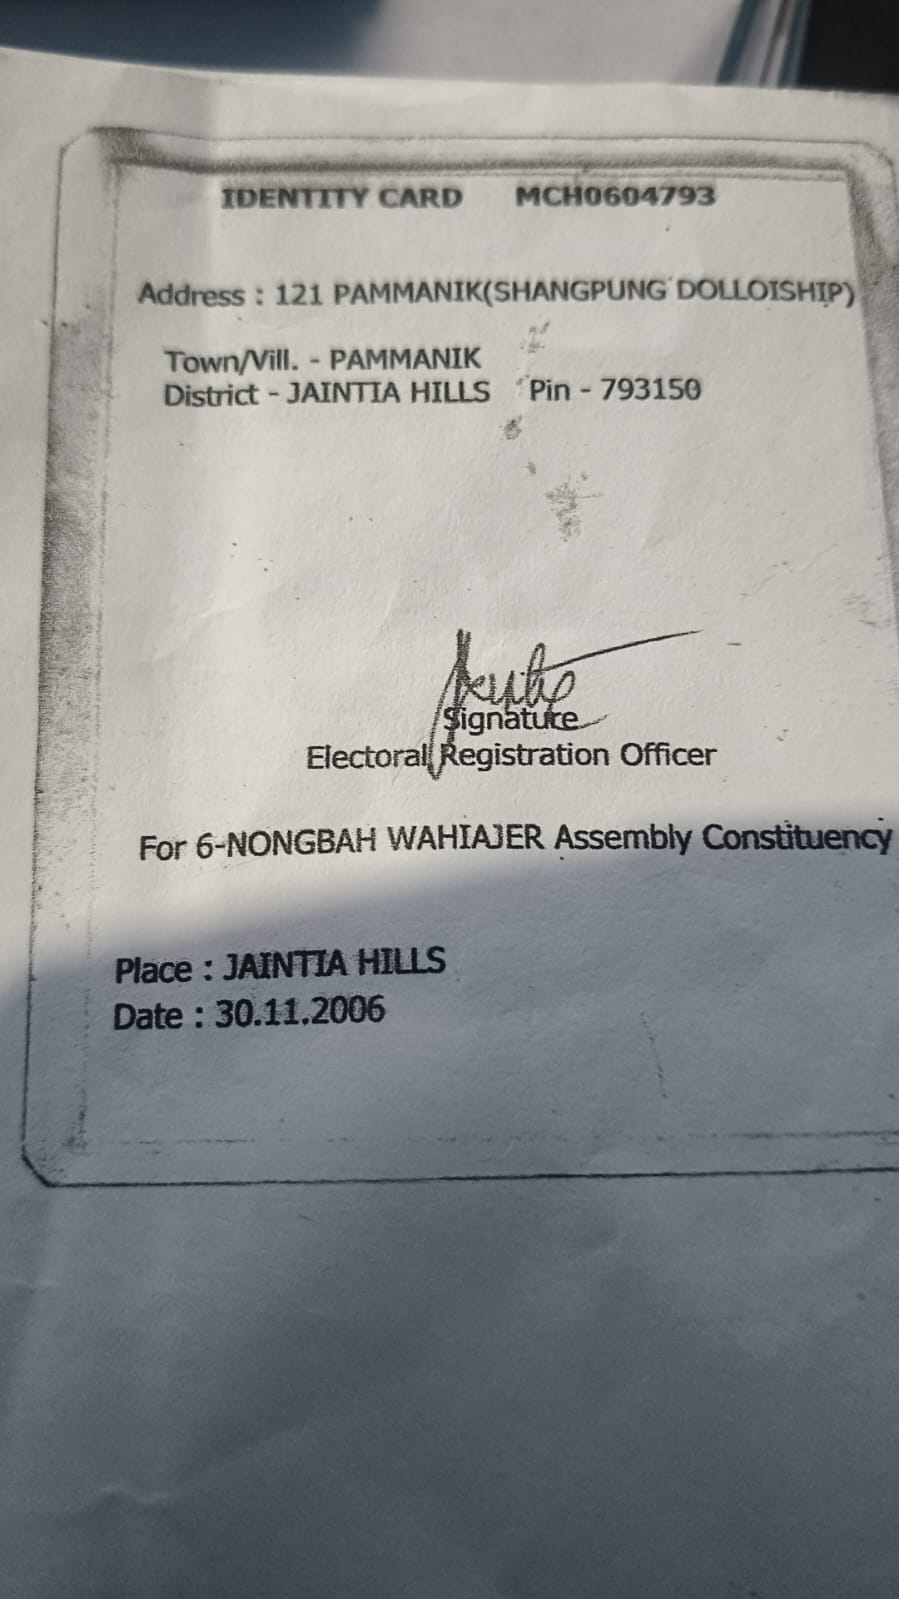 IDENTITY CARD MCH0604793
Address : 121 PAMMANIK(SHANGPUNG DOLLOISHIP)
Town/Vill. - PAMMANIK
District - JAINTIA HILLS Pin - 793150
Signature
Electoral Registration Officer
For 6-NONGBAH WAHIAJER Assembly Constituency
Place : JAINTIA HILLS
Date : 30.11.2006